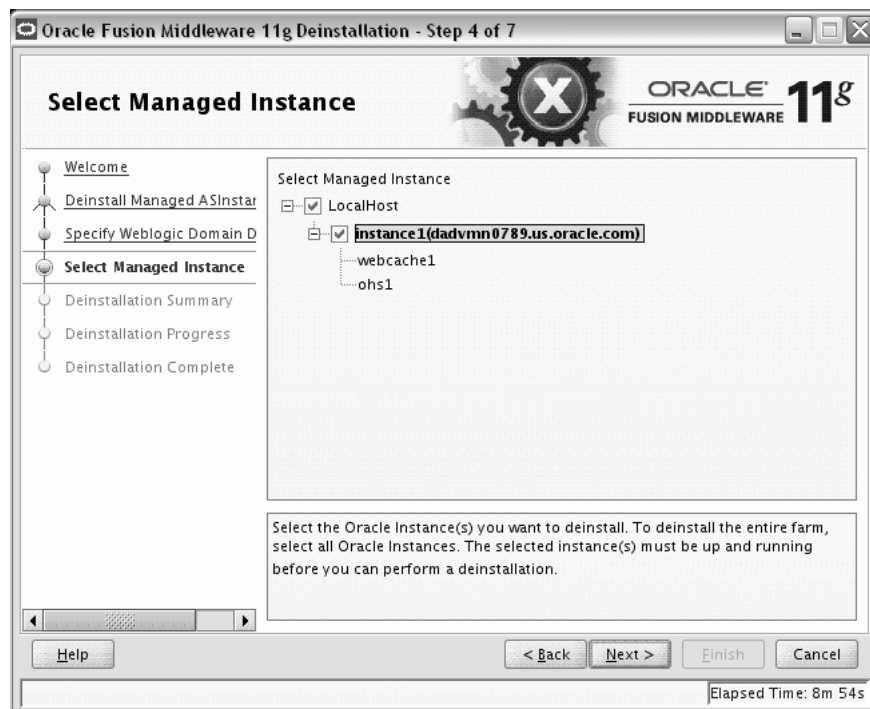 Oracle Fusion Middleware 11g Deinstallation - Step 4 of 7
Select Managed Instance
ORACLE
FUSION MIDDLEWARE
11g
Welcome
Deinstall Managed ASInstar
Specify Weblogic Domain D
Select Managed Instance
Deinstallation Summary
Deinstallation Progress
Deinstallation Complete
Select Managed Instance
LocalHost
instance1(dadvmn0789.us.oracle.com)
webcache1
ohs1
Select the Oracle Instance(s) you want to deinstall. To deinstall the entire farm,
select all Oracle Instances. The selected instance(s) must be up and running
before you can perform a deinstallation.
Help
< Back
Next >
Finish
Cancel
Elapsed Time: 8m 54s